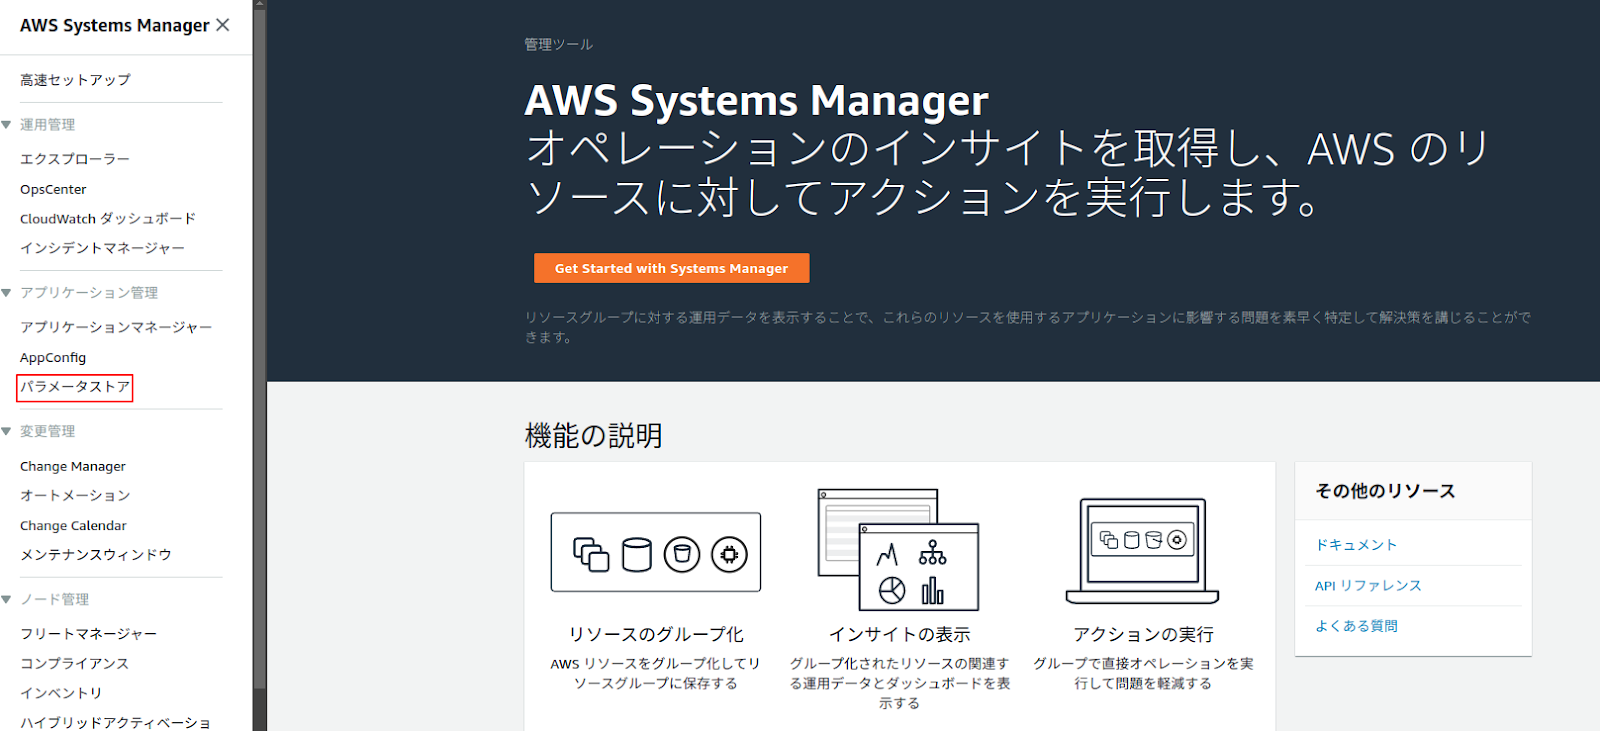 AWS Systems Manager
高速セットアップ
運用管理
エクスプローラー
OpsCenter
CloudWatch ダッシュボード
インシデントマネージャー
アプリケーション管理
アプリケーションマネージャー
AppConfig
パラメータストア
変更管理
Change Manager
オートメーション
Change Calendar
メンテナンスウィンドウ
ノード管理
フリートマネージャー
コンプライアンス
インベントリ
ハイブリッドアクティベーショ
管理ツール
AWS Systems Manager
オペレーションのインサイトを取得し、AWS のリ
ソースに対してアクションを実行します。
Get Started with Systems Manager
リソースグループに対する運用データを表示することで、これらのリソースを使用するアプリケーションに影響する問題を素早く特定して解決策を講じることがで
きます。
機能の説明
リソースのグループ化
AWS リソースをグループ化してリ
ソースグループに保存する
インサイトの表示
グループ化されたリソースの関連す
る運用データとダッシュボードを表
示する
アクションの実行
グループで直接オペレーションを実
行して問題を軽減する
その他のリソース
ドキュメント
API リファレンス
よくある質問